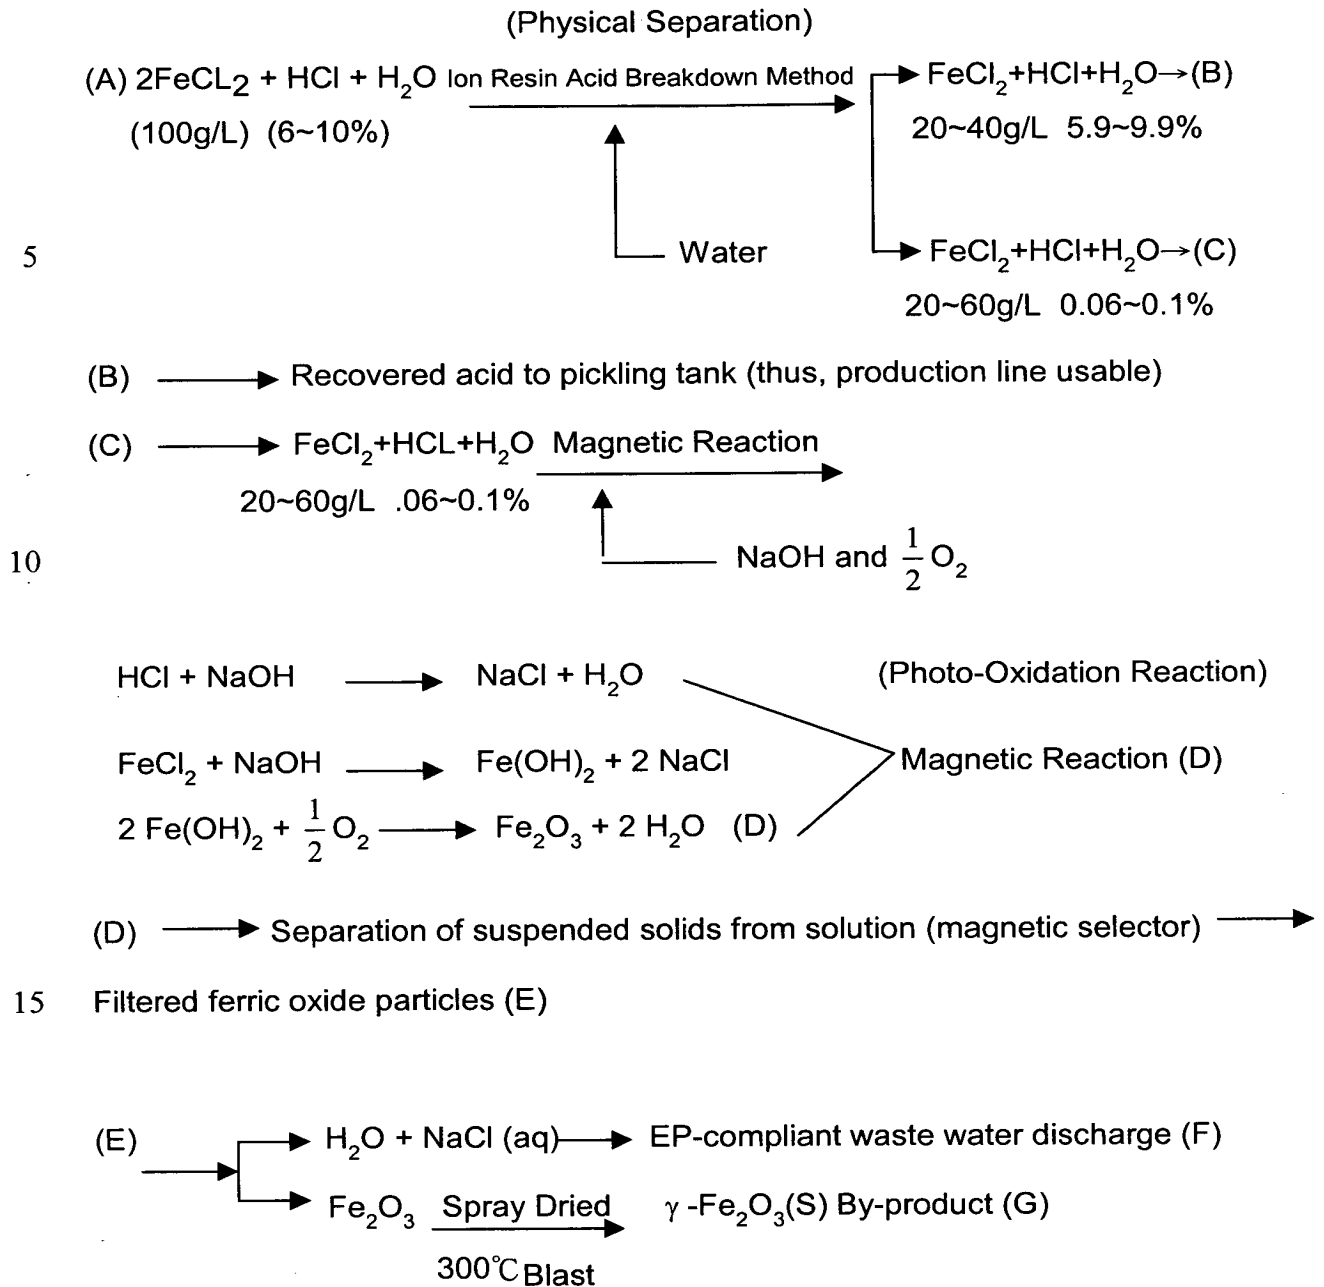 (Physical Separation)
(A) 2FeCL2 + HCl + H₂O Ion Resin Acid Breakdown Method FeCl₂+HCl+H₂O→(B)
(100g/L) (6~10%) 20~40g/L 5.9~9.9%
5 Water FeCl₂+HCl+H₂O→(C)
20~60g/L 0.06~0.1%
(B) Recovered acid to pickling tank (thus, production line usable)
(C) FeCl₂+HCL+H₂O Magnetic Reaction
20~60g/L .06~0.1%
10 NaOH and 1/2 O₂
HCl + NaOH → NaCl + H₂O (Photo-Oxidation Reaction)
FeCl₂ + NaOH → Fe(OH)₂ + 2 NaCl Magnetic Reaction (D)
2 Fe(OH)₂ + 1/2 O₂ → Fe₂O₃ + 2 H₂O (D)
(D) → Separation of suspended solids from solution (magnetic selector) →
15 Filtered ferric oxide particles (E)
(E) H₂O + NaCl (aq) → EP-compliant waste water discharge (F)
Fe₂O₃ Spray Dried γ-Fe₂O₃(S) By-product (G)
300℃ Blast